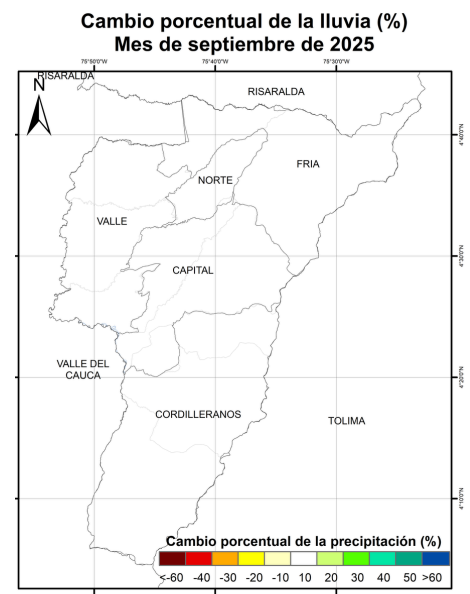 Cambio porcentual de la lluvia (%)
Mes de septiembre de 2025
75°50'0"W
75°40'0"W
75°30'0"W
RISARALDA
N
RISARALDA
4°40'0"N
FRIA
NORTE
VALLE
4°30'0"N
CAPITAL
VALLE DEL
CAUCA
4°20'0"N
CORDILLERANOS
TOLIMA
4°10'0"N
Cambio porcentual de la precipitación (%)
<-60 -40 -30 -20 -10 10 20 30 40 50 >60